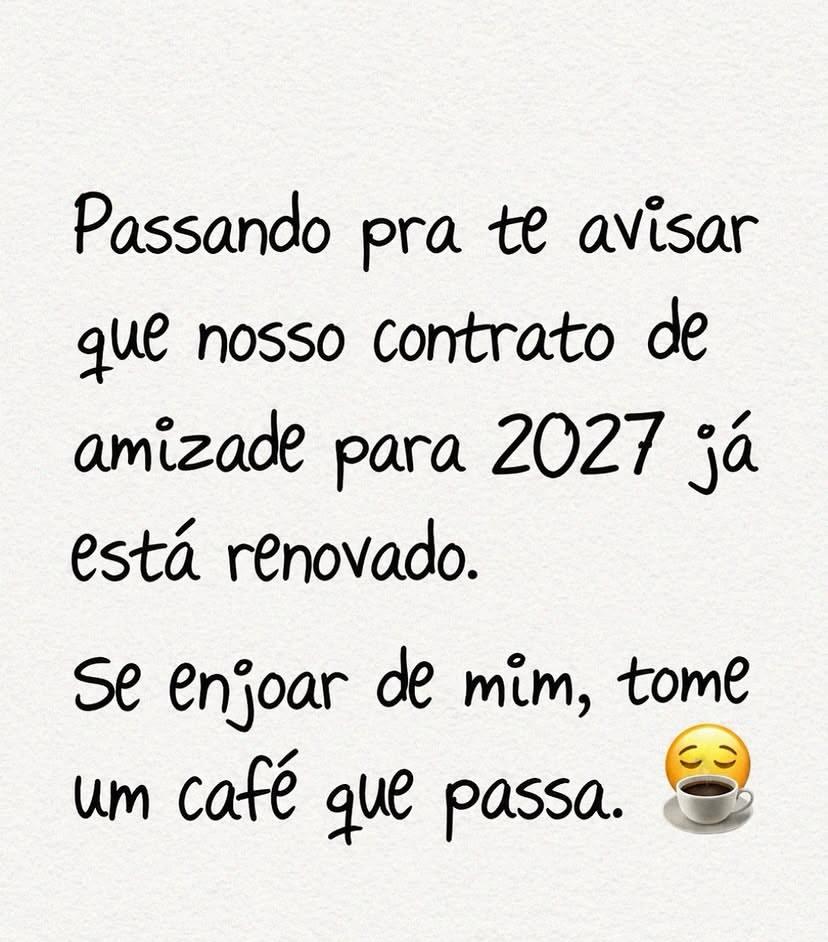 Passando pra te avisar
que nosso contrato de
amizade para 2027 já
está renovado.
Se enjoar de mim, tome
um café que passa.